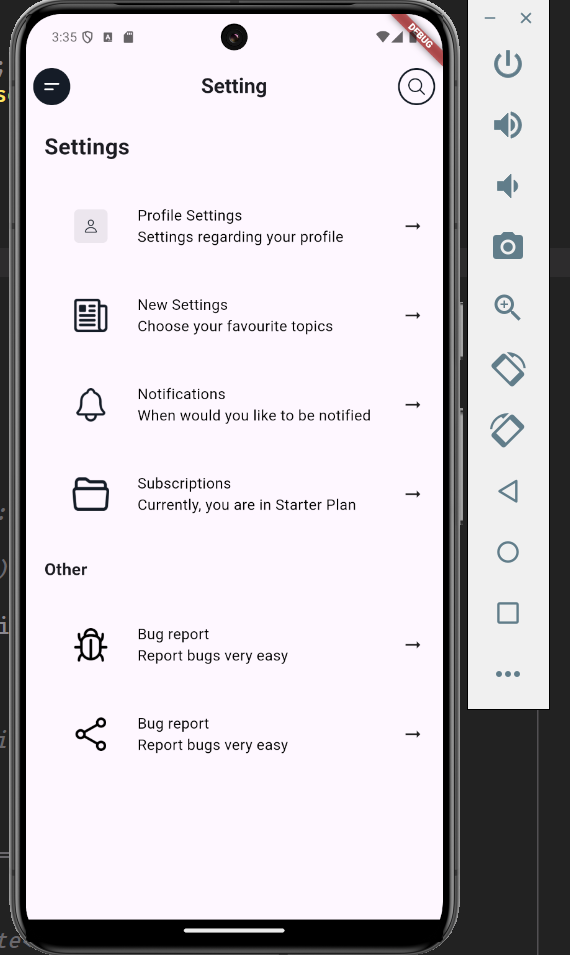 3:35
A
DEBUG
Setting
Settings
Profile Settings
Settings regarding your profile
New Settings
Choose your favourite topics
Notifications
When would you like to be notified
Subscriptions
Currently, you are in Starter Plan
Other
Bug report
Report bugs very easy
Bug report
Report bugs very easy